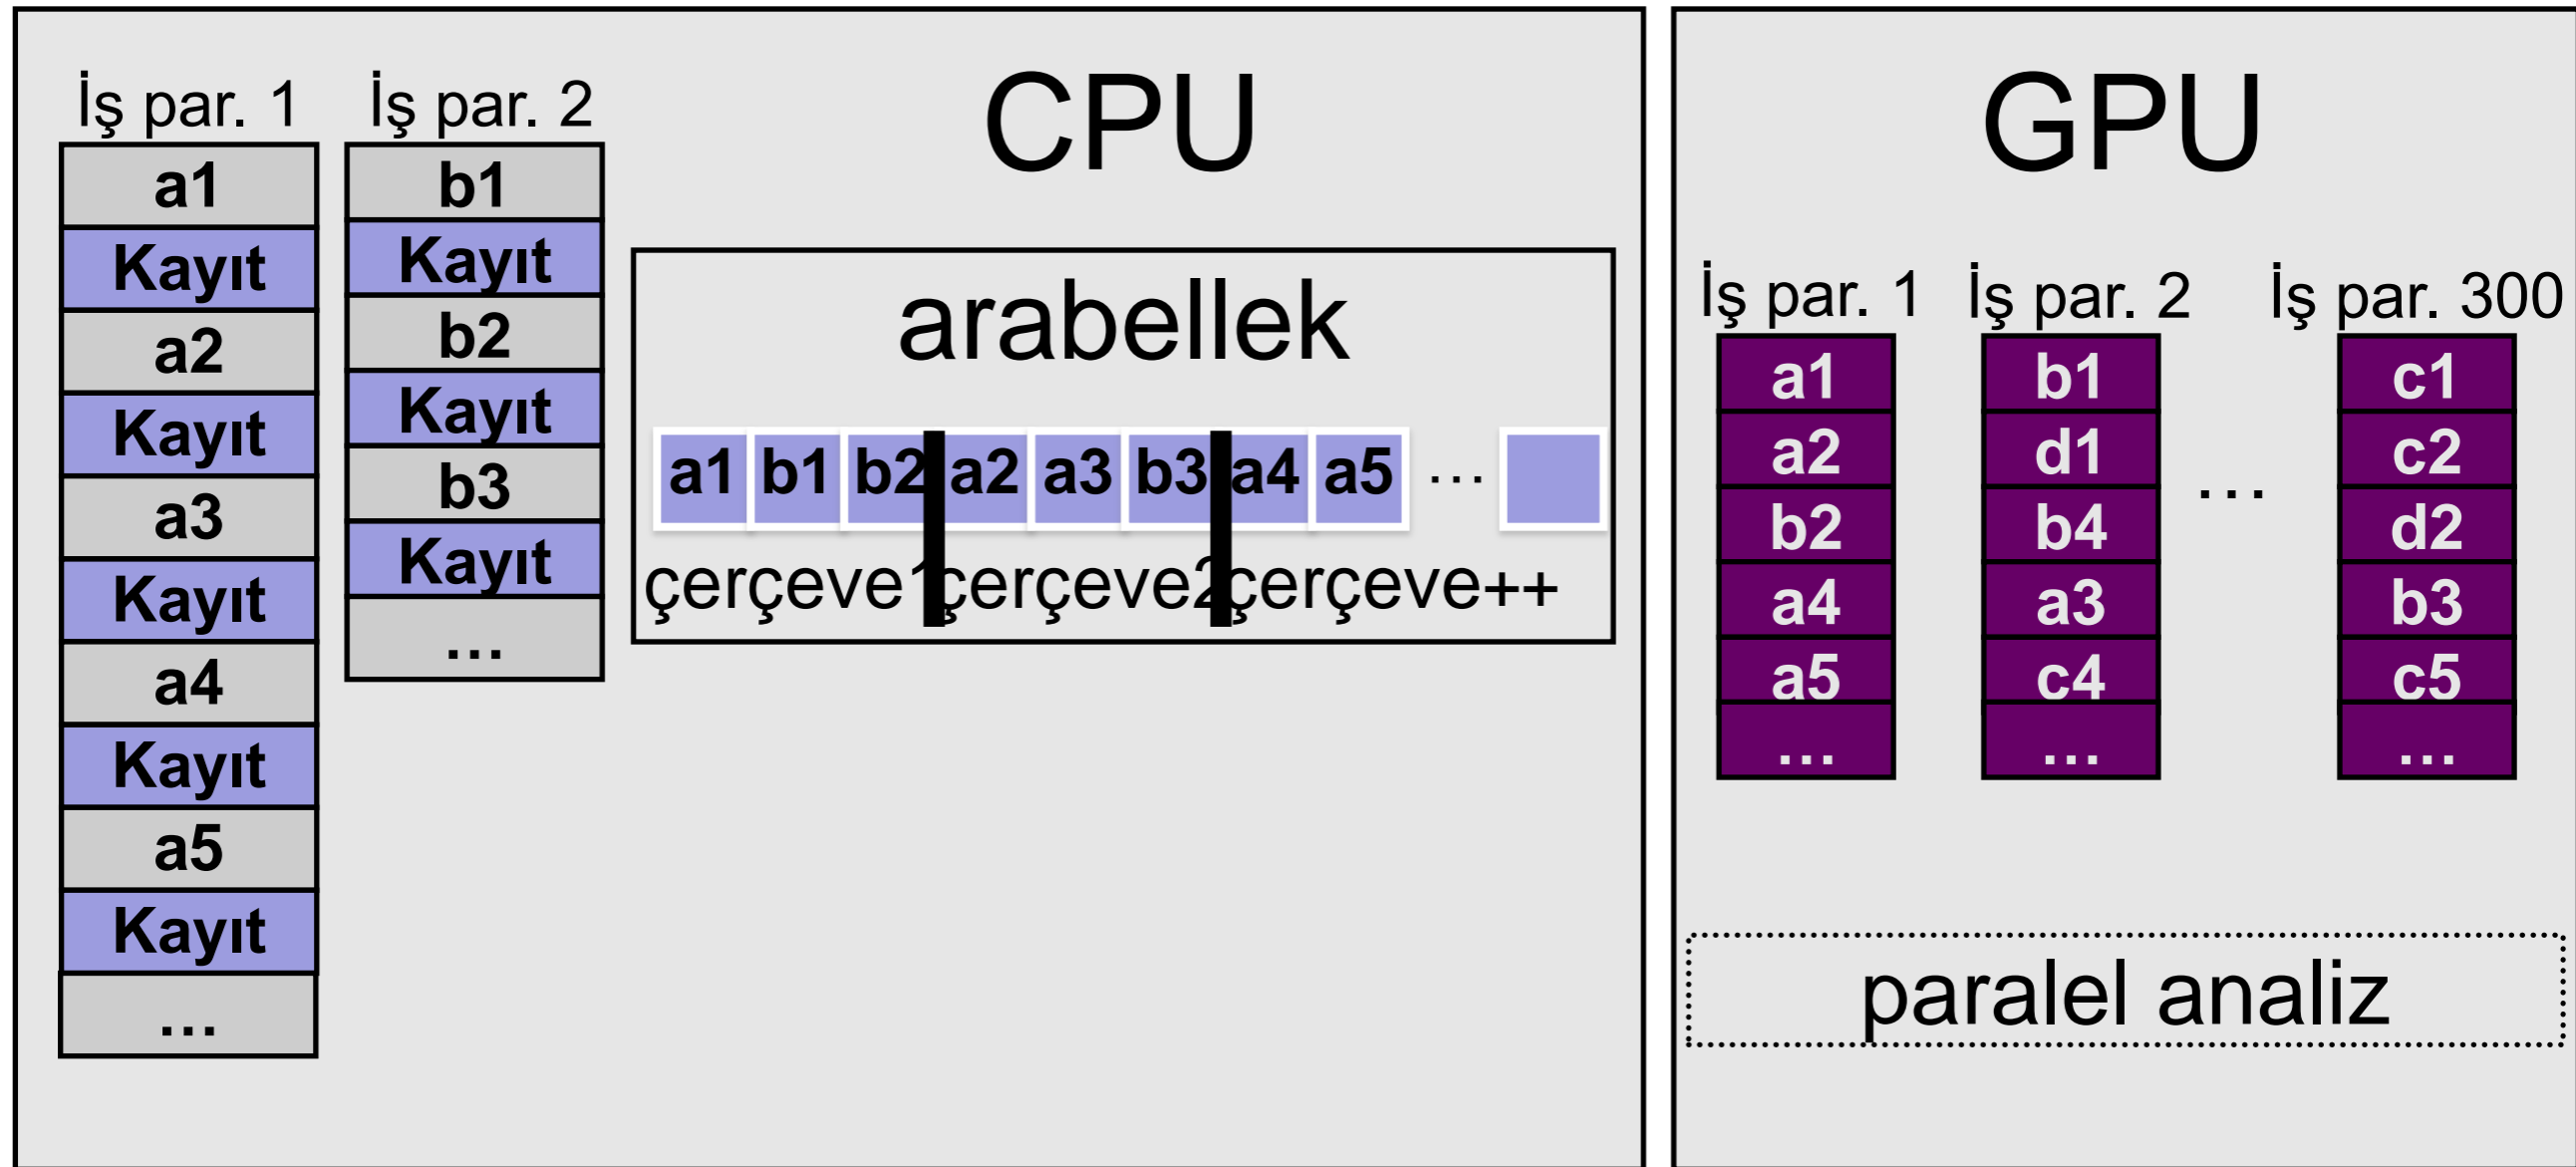 CPU
İş par. 1
a1
Kayıt
a2
Kayıt
a3
Kayıt
a4
Kayıt
a5
Kayıt
...
İş par. 2
b1
Kayıt
b2
Kayıt
b3
Kayıt
...
arabellek
a1 b1 b2 a2 a3 b3 a4 a5 ...
çerçeve1 çerçeve2 çerçeve++
GPU
İş par. 1
a1
a2
b2
a4
a5
...
İş par. 2
b1
d1
b4
a3
c4
...
...
İş par. 300
c1
c2
d2
b3
c5
...
paralel analiz